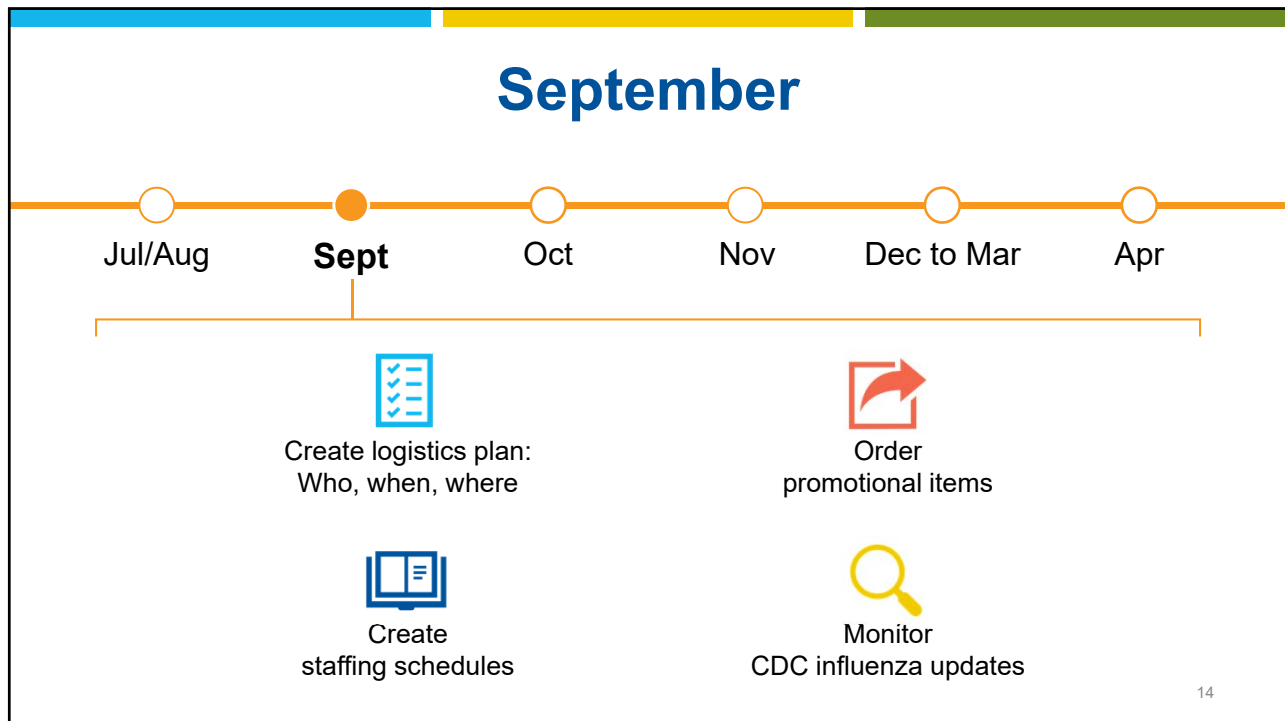 September
Jul/Aug
Sept
Oct
Nov
Dec to Mar
Apr
Create logistics plan:
Who, when, where
Order
promotional items
Create
staffing schedules
Monitor
CDC influenza updates
14